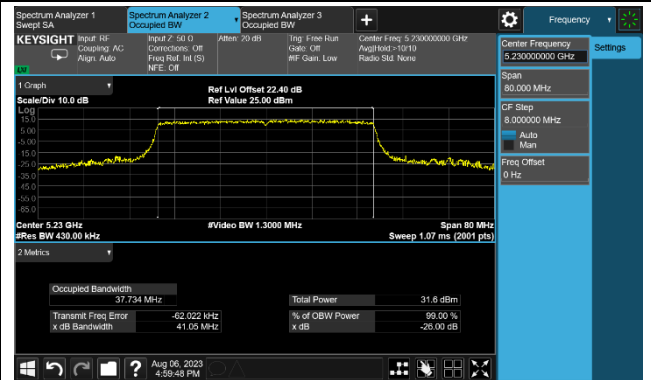 Spectrum Analyzer 1
Swept SA
Spectrum Analyzer 2
Occupied BW
Spectrum Analyzer 3
Occupied BW
+
Frequency
KEYSIGHT
Input: RF
Coupling: AC
Align: Auto
LXI
Input Z: 50 Ω
Corrections: Off
Freq Ref: Int (S)
NFE: Off
Atten: 20 dB
Trig: Free Run
Gate: Off
#IF Gain: Low
Center Freq: 5.230000000 GHz
Avg|Hold:>10/10
Radio Std: None
Center Frequency
5.230000000 GHz
Settings
Span
80.000 MHz
CF Step
8.000000 MHz
Auto
Man
Freq Offset
0 Hz
1 Graph
Scale/Div 10.0 dB
Ref Lvl Offset 22.40 dB
Ref Value 25.00 dBm
Log
15.0
5.00
-5.00
-15.0
-25.0
-35.0
-45.0
-55.0
-65.0
Center 5.23 GHz
#Video BW 1.3000 MHz
Span 80 MHz
#Res BW 430.00 kHz
Sweep 1.07 ms (2001 pts)
2 Metrics
Occupied Bandwidth
37.734 MHz
Total Power
31.6 dBm
Transmit Freq Error
-62.022 kHz
% of OBW Power
99.00 %
x dB Bandwidth
41.05 MHz
x dB
-26.00 dB
?
Aug 06, 2023
4:59:48 PM